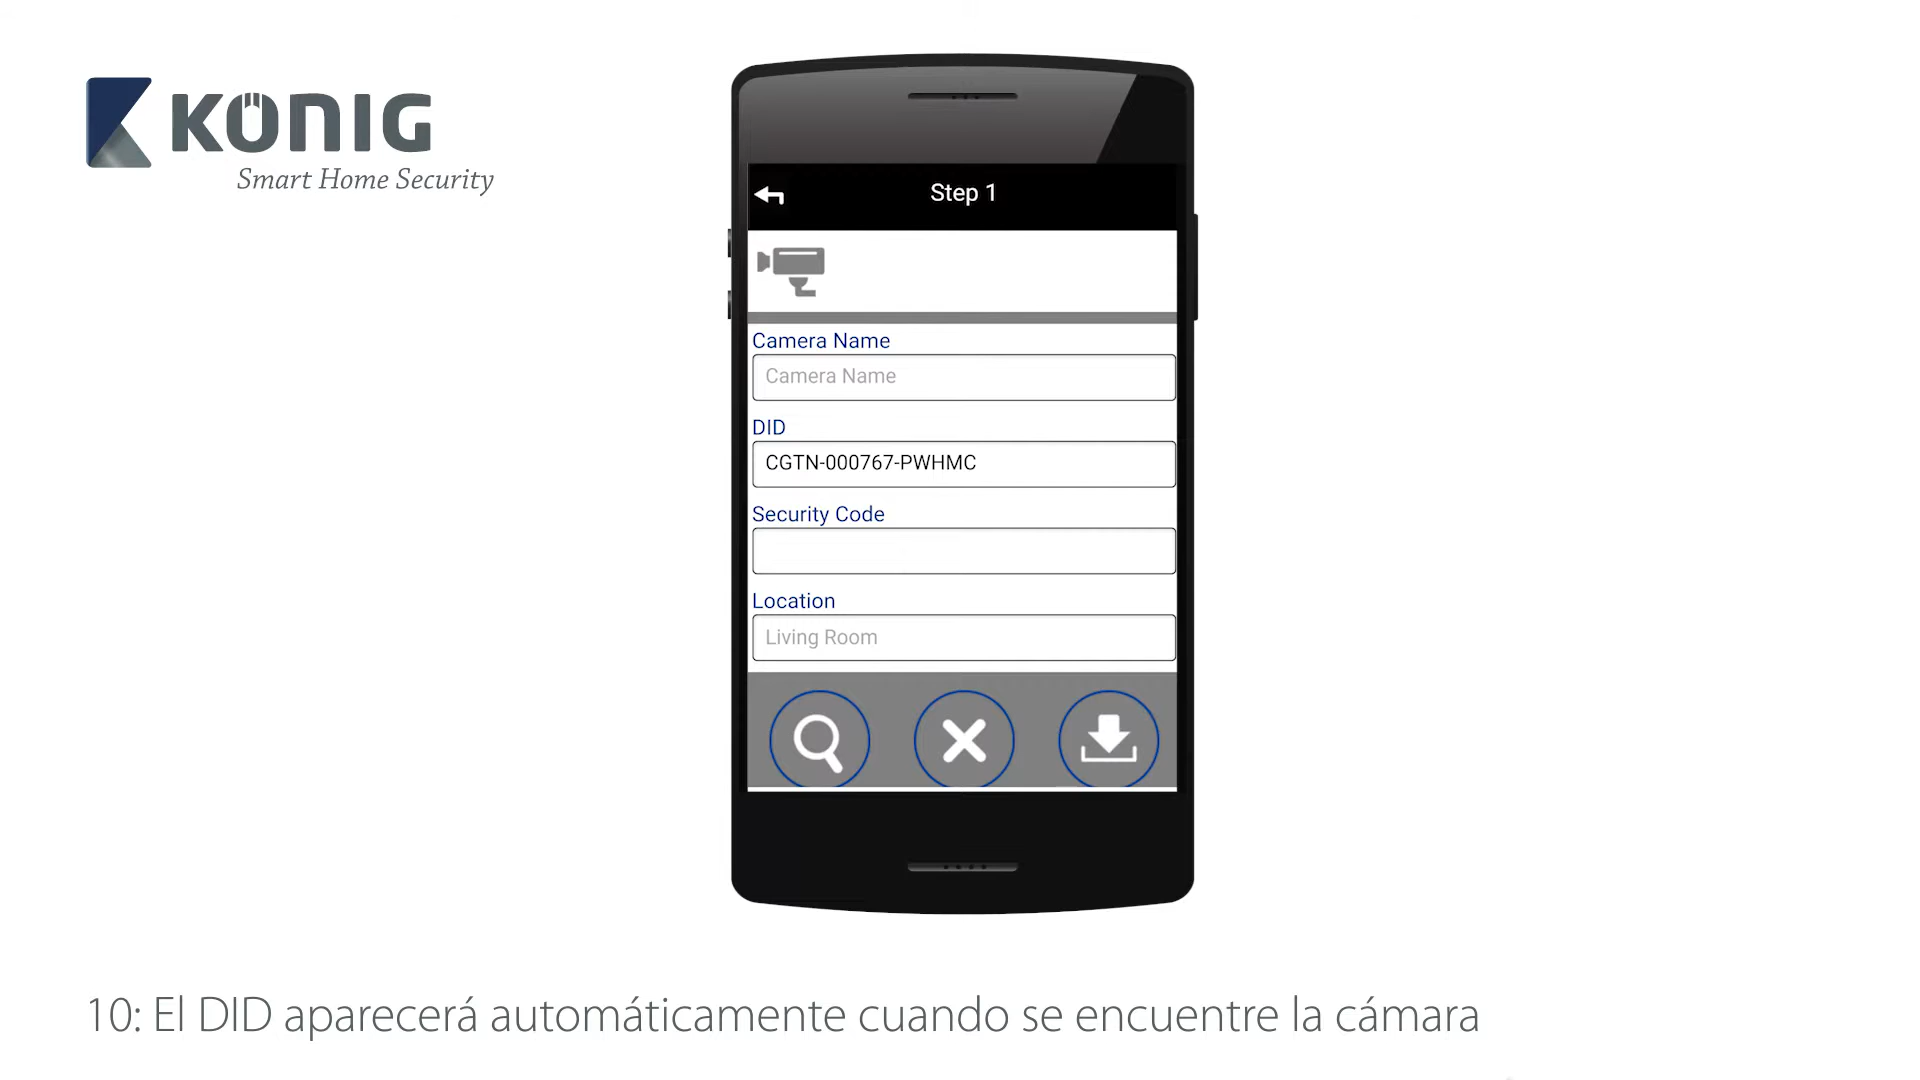 KÖNIG
Smart Home Security
Step 1
Camera Name
Camera Name
DID
CGTN-000767-PWHMC
Security Code
Location
Living Room
10: El DID aparecerá automáticamente cuando se encuentre la cámara